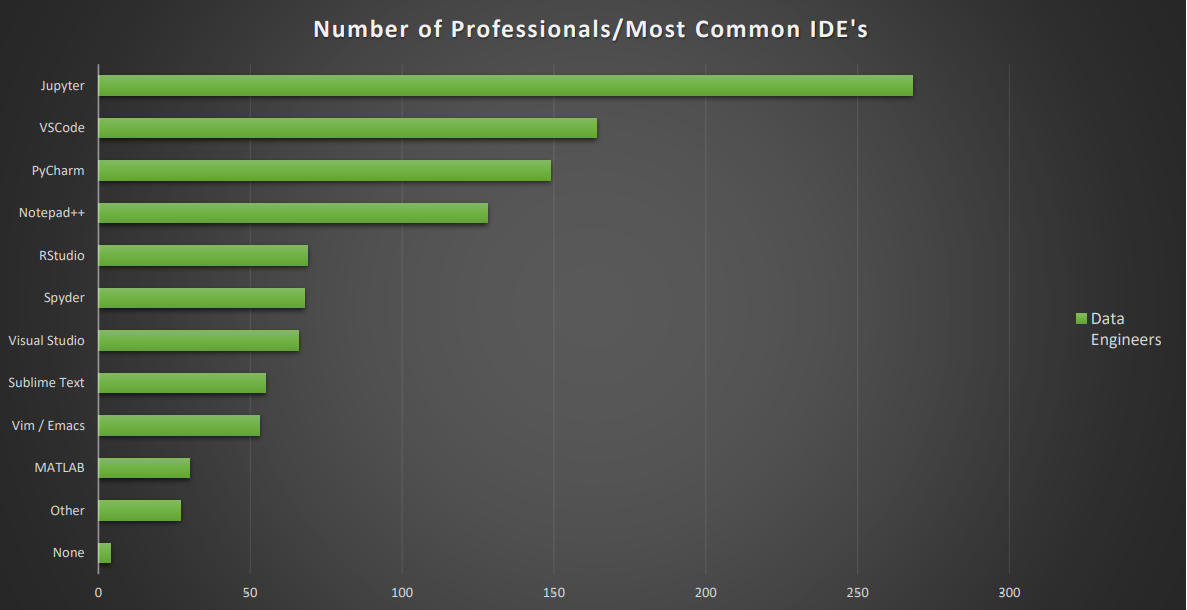 Number of Professionals/Most Common IDE's
Jupyter
VSCode
PyCharm
Notepad++
RStudio
Spyder
Visual Studio
Sublime Text
Vim / Emacs
MATLAB
Other
None
0 50 100 150 200 250 300
Data
Engineers